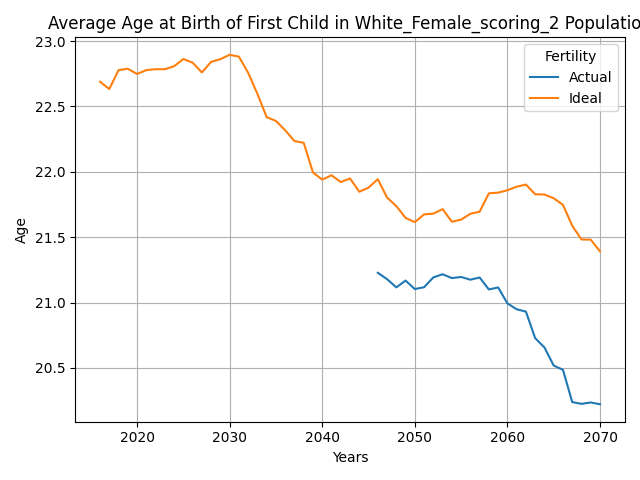 Average Age at Birth of First Child in White_Female_scoring_2 Populatio
23.0
22.5
22.0
21.5
21.0
20.5
Age
Fertility
Actual
Ideal
2020 2030 2040 2050 2060 2070
Years